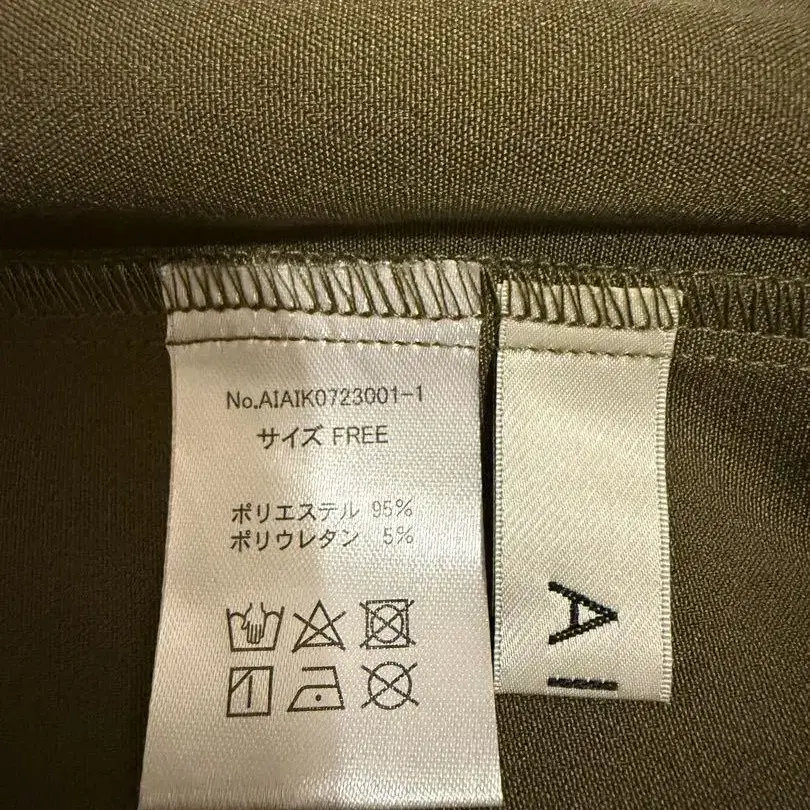 No.AIAIK0723001-1
サイズ FREE
ポリエステル 95%
ポリウレタン 5%
A